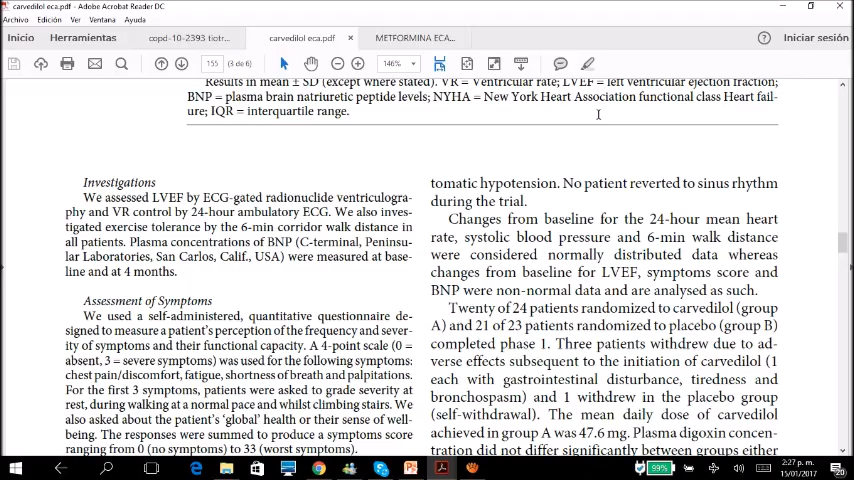 carvedilol eca.pdf - Adobe Acrobat Reader DC
Archivo Edición Ver Ventana Ayuda
Inicio Herramientas copd-10-2393 tiotr... carvedilol eca.pdf × METFORMINA ECA... Iniciar sesión
155 (3 de 6) 146%
Results in mean ± SD (except where stated). VR = Ventricular rate; LVEF = left ventricular ejection fraction;
BNP = plasma brain natriuretic peptide levels; NYHA = New York Heart Association functional class Heart fail-
ure; IQR = interquartile range.
Investigations
We assessed LVEF by ECG-gated radionuclide ventriculogra-
phy and VR control by 24-hour ambulatory ECG. We also inves-
tigated exercise tolerance by the 6-min corridor walk distance in
all patients. Plasma concentrations of BNP (C-terminal, Peninsu-
lar Laboratories, San Carlos, Calif., USA) were measured at base-
line and at 4 months.
Assessment of Symptoms
We used a self-administered, quantitative questionnaire de-
signed to measure a patient's perception of the frequency and sever-
ity of symptoms and their functional capacity. A 4-point scale (0 =
absent, 3 = severe symptoms) was used for the following symptoms:
chest pain/discomfort, fatigue, shortness of breath and palpitations.
For the first 3 symptoms, patients were asked to grade severity at
rest, during walking at a normal pace and whilst climbing stairs. We
also asked about the patient's 'global' health or their sense of well-
being. The responses were summed to produce a symptoms score
ranging from 0 (no symptoms) to 33 (worst symptoms).
tomatic hypotension. No patient reverted to sinus rhythm
during the trial.
Changes from baseline for the 24-hour mean heart
rate, systolic blood pressure and 6-min walk distance
were considered normally distributed data whereas
changes from baseline for LVEF, symptoms score and
BNP were non-normal data and are analysed as such.
Twenty of 24 patients randomized to carvedilol (group
A) and 21 of 23 patients randomized to placebo (group B)
completed phase 1. Three patients withdrew due to ad-
verse effects subsequent to the initiation of carvedilol (1
each with gastrointestinal disturbance, tiredness and
bronchospasm) and 1 withdrew in the placebo group
(self-withdrawal). The mean daily dose of carvedilol
achieved in group A was 47.6 mg. Plasma digoxin concen-
tration did not differ significantly between groups either
99% 2:27 p. m.
15/01/2017
20